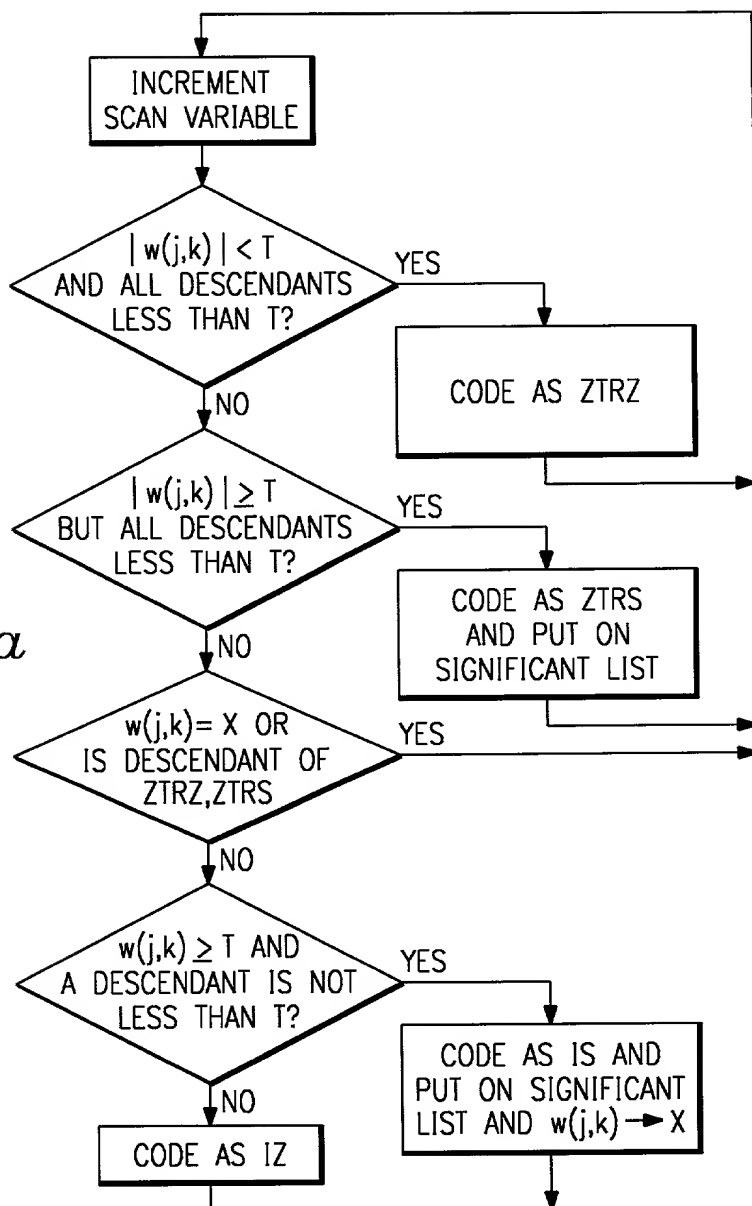 INCREMENT
SCAN VARIABLE
| w(j,k) | < T
AND ALL DESCENDANTS
LESS THAN T?
YES
CODE AS ZTRZ
NO
| w(j,k) | ≥ T
BUT ALL DESCENDANTS
LESS THAN T?
YES
CODE AS ZTRS
AND PUT ON
SIGNIFICANT LIST
NO
a
w(j,k)= X OR
IS DESCENDANT OF
ZTRZ,ZTRS
YES
NO
w(j,k) ≥ T AND
A DESCENDANT IS NOT
LESS THAN T?
YES
CODE AS IS AND
PUT ON SIGNIFICANT
LIST AND w(j,k) → X
NO
CODE AS IZ